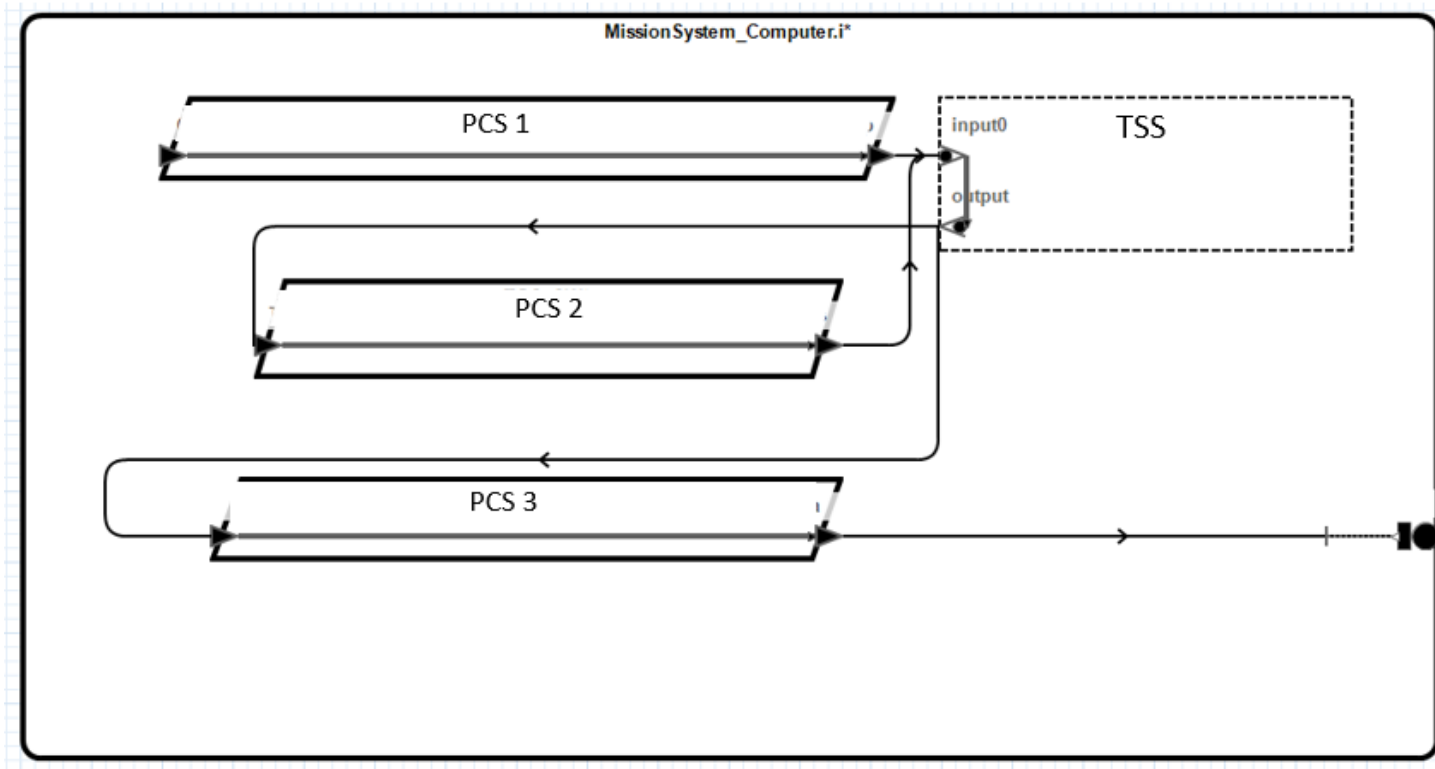 MissionSystem_Computer.i*
PCS 1
input0
TSS
output
PCS 2
PCS 3